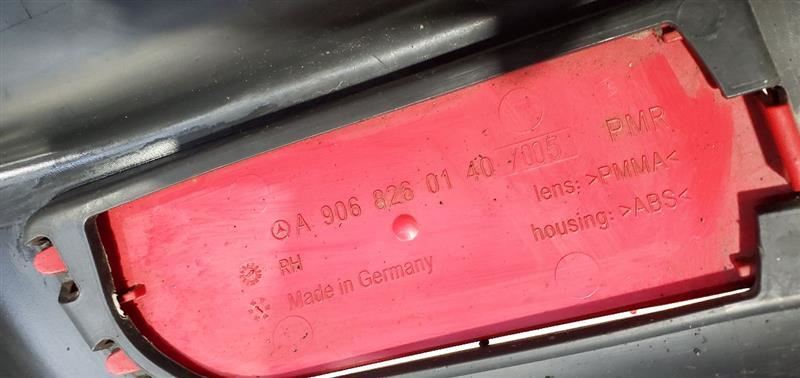 A 906 826 01 40 /005
PMR
lens: >PMMA<
housing: >ABS<
RH
Made in Germany